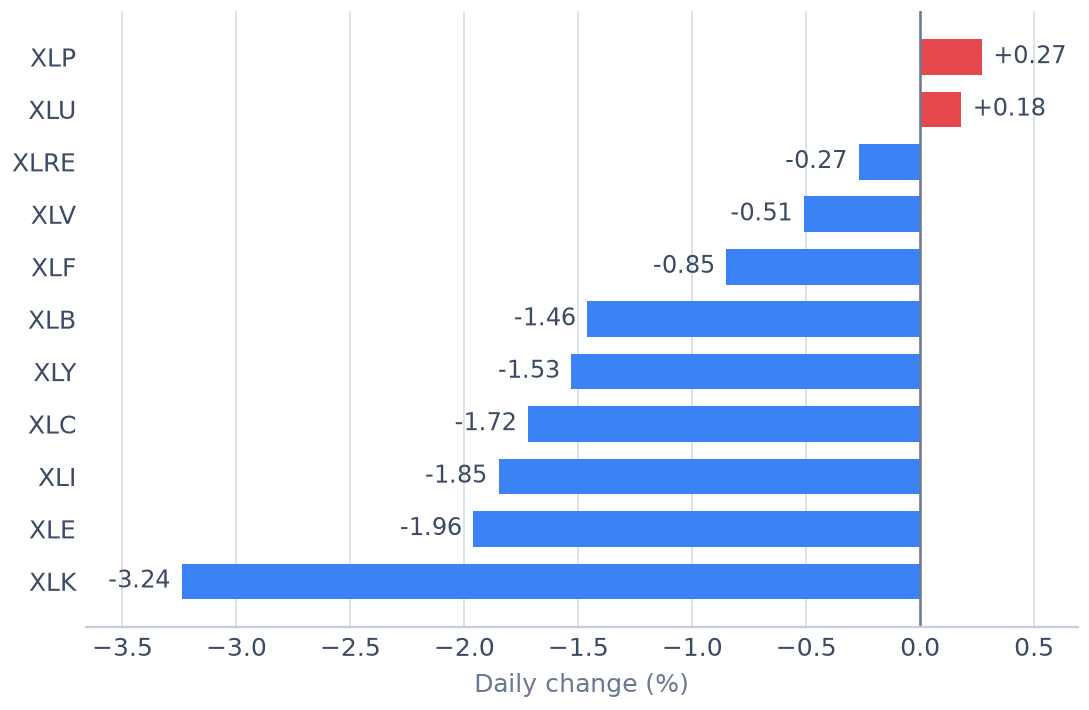 XLP +0.27
XLU +0.18
XLRE -0.27
XLV -0.51
XLF -0.85
XLB -1.46
XLY -1.53
XLC -1.72
XLI -1.85
XLE -1.96
XLK -3.24
−3.5 −3.0 −2.5 −2.0 −1.5 −1.0 −0.5 0.0 0.5
Daily change (%)